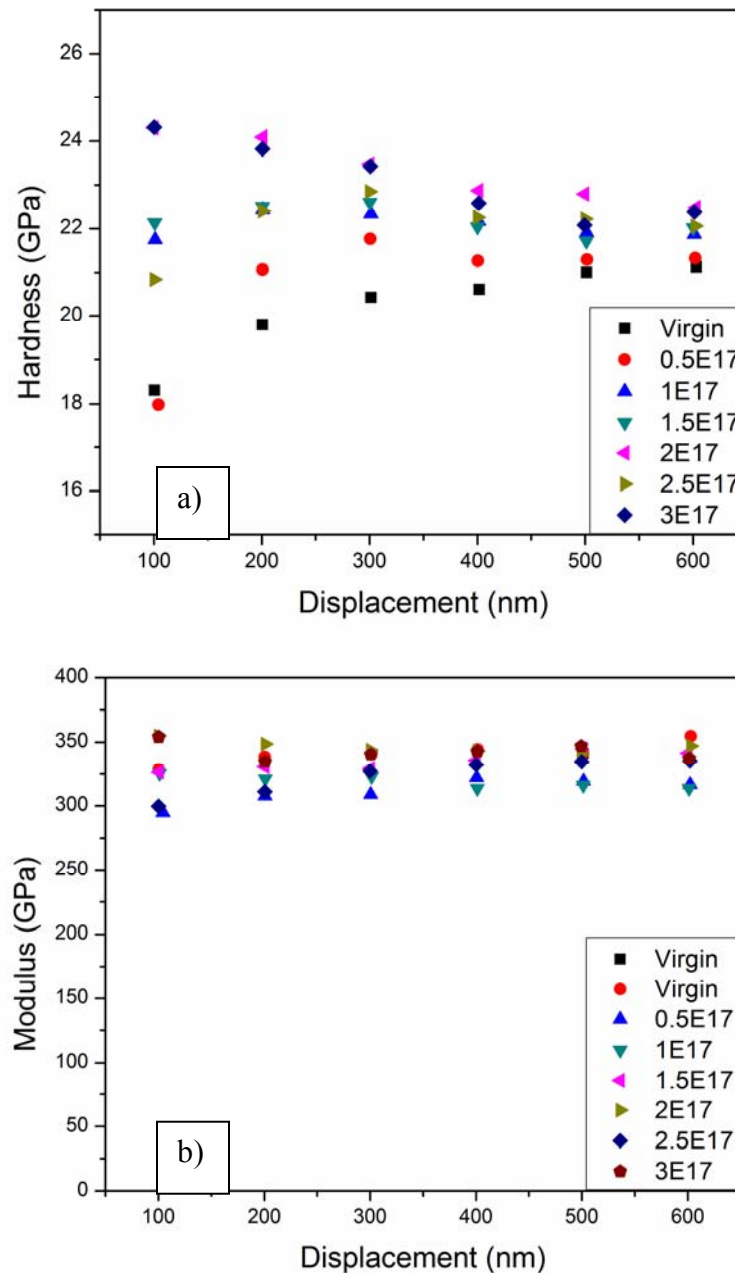 26
24
22
20
18
16
Hardness (GPa)
a)
Virgin
0.5E17
1E17
1.5E17
2E17
2.5E17
3E17
100 200 300 400 500 600
Displacement (nm)
400
350
300
250
200
150
100
50
0
Modulus (GPa)
b)
Virgin
Virgin
0.5E17
1E17
1.5E17
2E17
2.5E17
3E17
100 200 300 400 500 600
Displacement (nm)